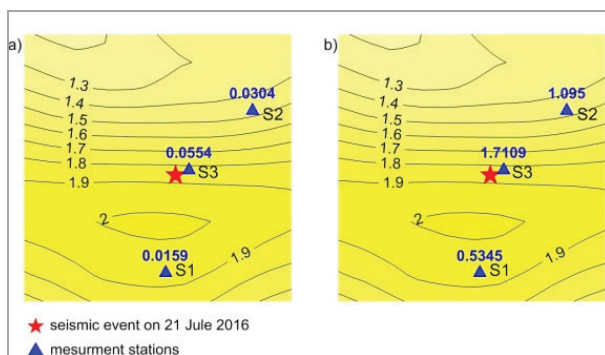 a)
1.3
1.4
1.5
1.6
1.7
1.8
1.9
2
1.9
0.0304
S2
0.0554
S3
0.0159
S1
b)
1.3
1.4
1.5
1.6
1.7
1.8
1.9
2
1.9
1.095
S2
1.7109
S3
0.5345
S1
seismic event on 21 Jule 2016
mesurment stations